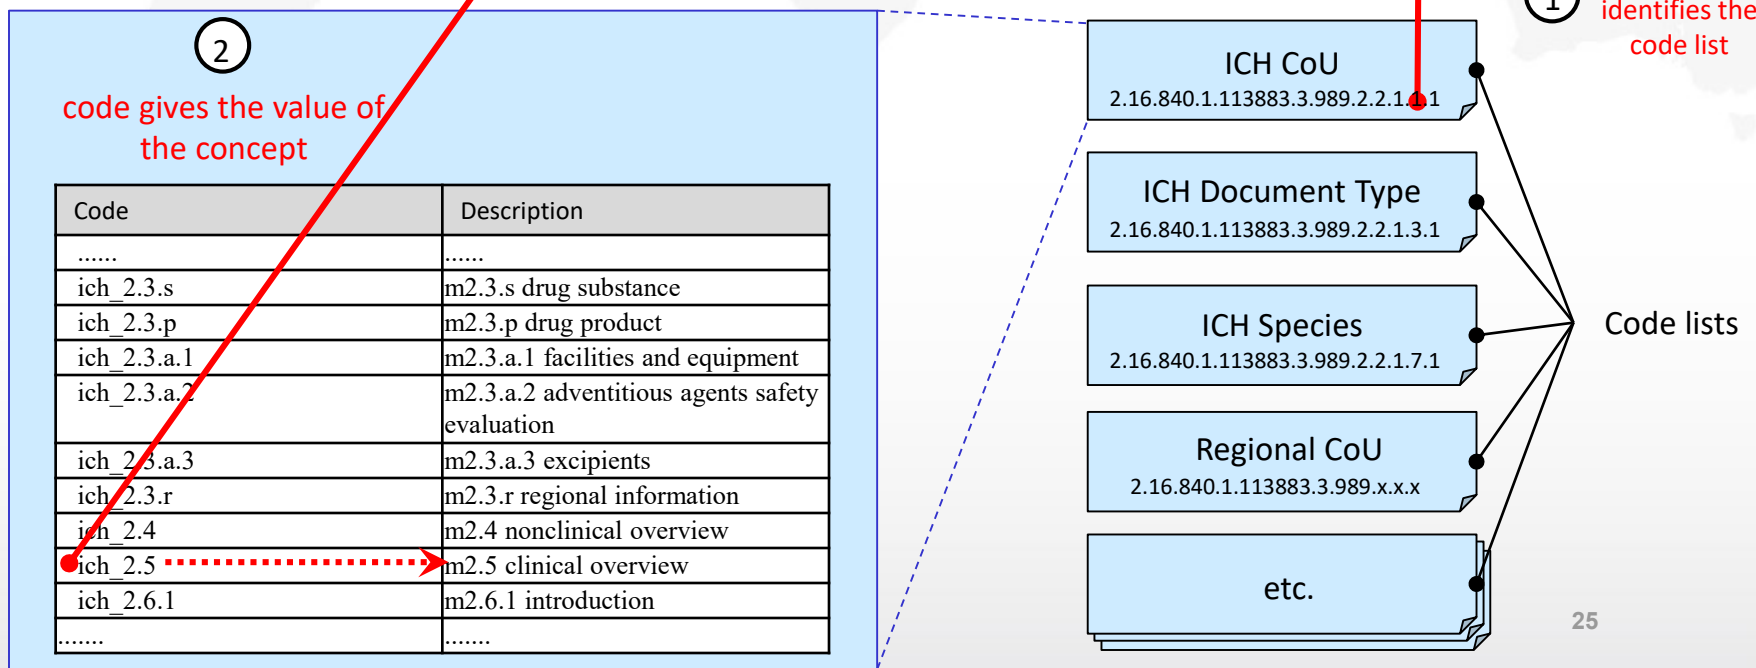 2
code gives the value of
the concept
Code Description
...... ......
ich_2.3.s m2.3.s drug substance
ich_2.3.p m2.3.p drug product
ich_2.3.a.1 m2.3.a.1 facilities and equipment
ich_2.3.a.2 m2.3.a.2 adventitious agents safety
evaluation
ich_2.3.a.3 m2.3.a.3 excipients
ich_2.3.r m2.3.r regional information
ich_2.4 m2.4 nonclinical overview
ich_2.5 m2.5 clinical overview
ich_2.6.1 m2.6.1 introduction
....... .......
1
identifies the
code list
ICH CoU
2.16.840.1.113883.3.989.2.2.1.1.1
ICH Document Type
2.16.840.1.113883.3.989.2.2.1.3.1
ICH Species
2.16.840.1.113883.3.989.2.2.1.7.1
Regional CoU
2.16.840.1.113883.3.989.x.x.x
etc.
Code lists
25